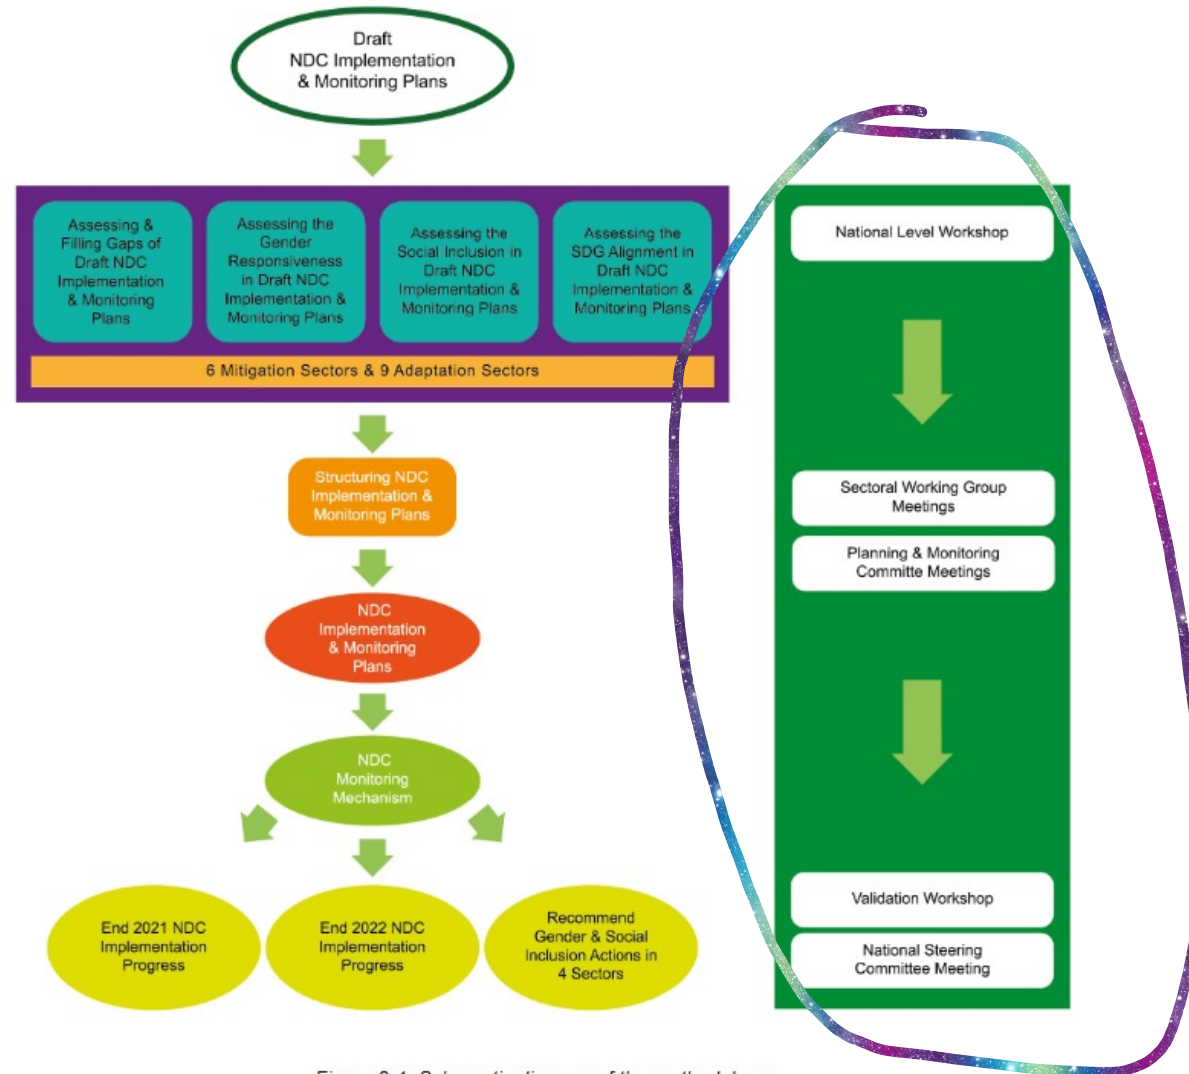 Draft
NDC Implementation
& Monitoring Plans
Assessing &
Filling Gaps of
Draft NDC
Implementation
& Monitoring
Plans
Assessing the
Gender
Responsiveness
in Draft NDC
Implementation &
Monitoring Plans
Assessing the
Social Inclusion in
Draft NDC
Implementation &
Monitoring Plans
Assessing the
SDG Alignment in
Draft NDC
Implementation &
Monitoring Plans
6 Mitigation Sectors & 9 Adaptation Sectors
Structuring NDC
Implementation &
Monitoring Plans
NDC
Implementation
& Monitoring
Plans
NDC
Monitoring
Mechanism
End 2021 NDC
Implementation
Progress
End 2022 NDC
Implementation
Progress
Recommend
Gender & Social
Inclusion Actions in
4 Sectors
National Level Workshop
Sectoral Working Group
Meetings
Planning & Monitoring
Committe Meetings
Validation Workshop
National Steering
Committee Meeting